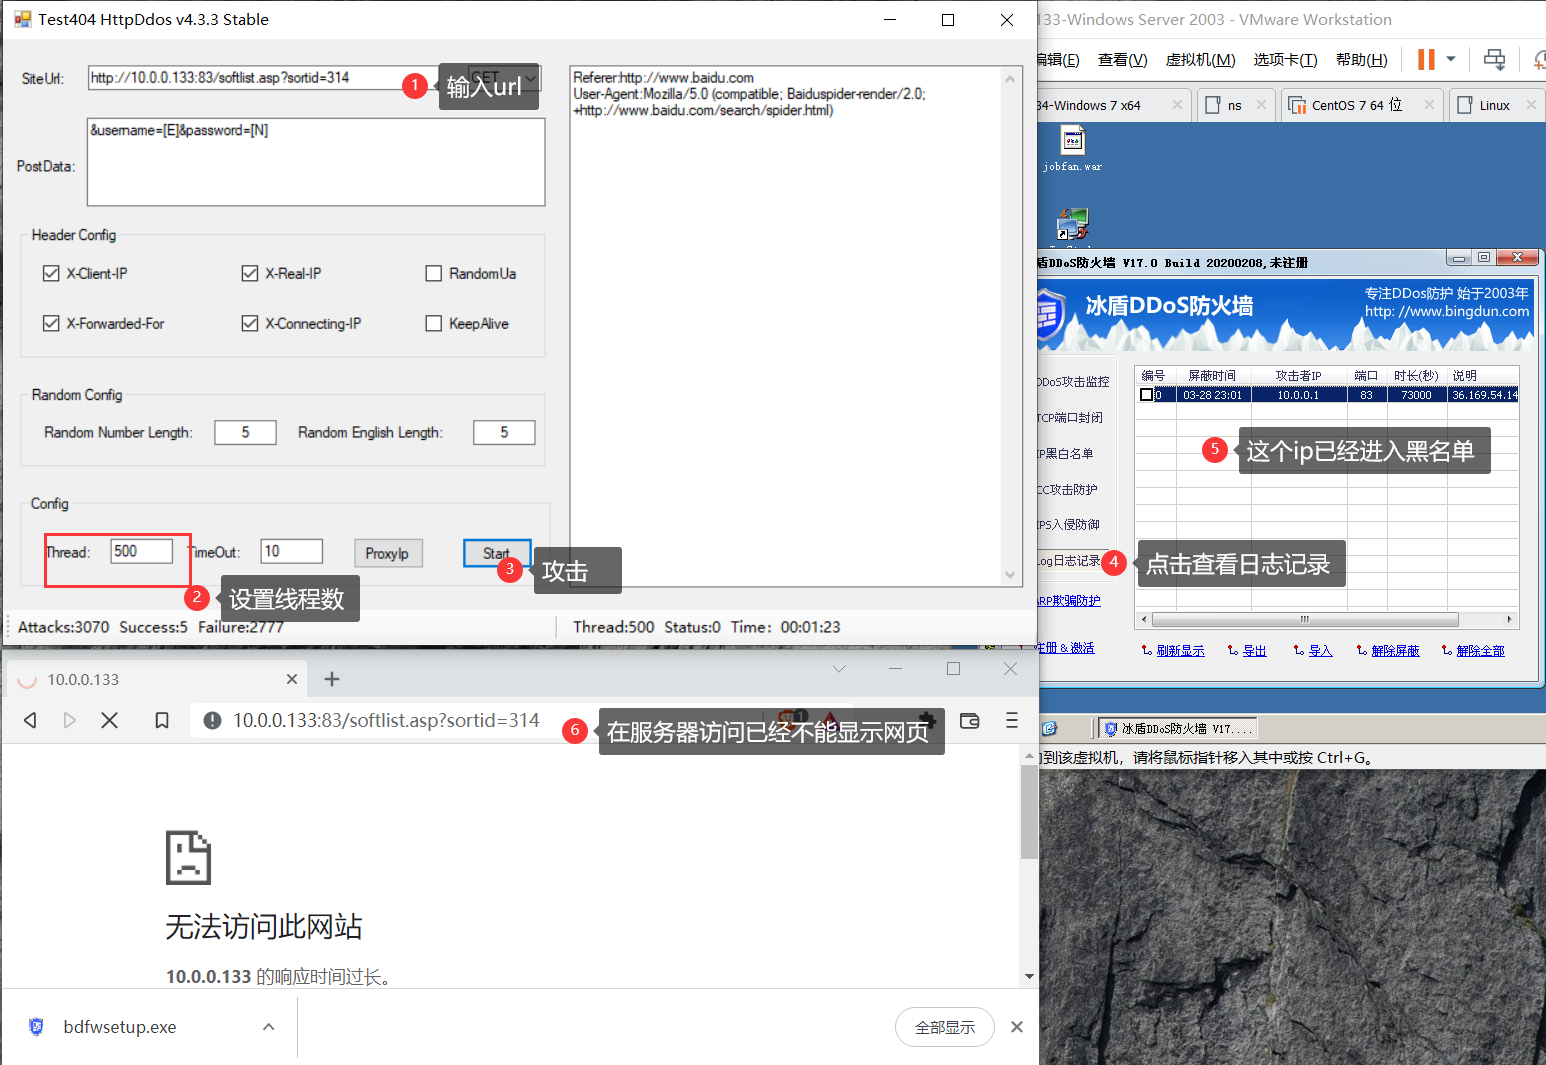 Test404 HttpDdos v4.3.3 Stable
SiteUrl:
http://10.0.0.133:83/softlist.asp?sortid=314
GET
1
输入url
PostData:
&username=[E]&password=[N]
Referer:http://www.baidu.com
User-Agent:Mozilla/5.0 (compatible; Baiduspider-render/2.0;
+http://www.baidu.com/search/spider.html)
Header Config
X-Client-IP
X-Real-IP
RandomUa
X-Forwarded-For
X-Connecting-IP
KeepAlive
Random Config
Random Number Length:
5
Random English Length:
5
Config
Thread:
500
TimeOut:
10
ProxyIp
Start
2
设置线程数
3
攻击
Attacks:3070 Success:5 Failure:2777
Thread:500 Status:0 Time: 00:01:23
133-Windows Server 2003 - VMware Workstation
编辑(E)
查看(V)
虚拟机(M)
选项卡(T)
帮助(H)
34-Windows 7 x64
ns
CentOS 7 64 位
Linux
jobfan.war
盾DDoS防火墙 V17.0 Build 20200208,未注册
冰盾DDoS防火墙
专注DDos防护 始于2003年
http: //www.bingdun.com
DDoS攻击监控
TCP端口封闭
IP黑白名单
CC攻击防护
IPS入侵防御
Log日志记录
ARP欺骗防护
注册 & 激活
编号
屏蔽时间
攻击者IP
端口
时长(秒)
说明
0
03-28 23:01
10.0.0.1
83
73000
36.169.54.14
5
这个ip已经进入黑名单
4
点击查看日志记录
刷新显示
导出
导入
解除屏蔽
解除全部
冰盾DDoS防火墙 V17....
到该虚拟机，请将鼠标指针移入其中或按 Ctrl+G。
10.0.0.133
10.0.0.133:83/softlist.asp?sortid=314
1
6
在服务器访问已经不能显示网页
无法访问此网站
10.0.0.133 的响应时间过长。
bdfwsetup.exe
全部显示